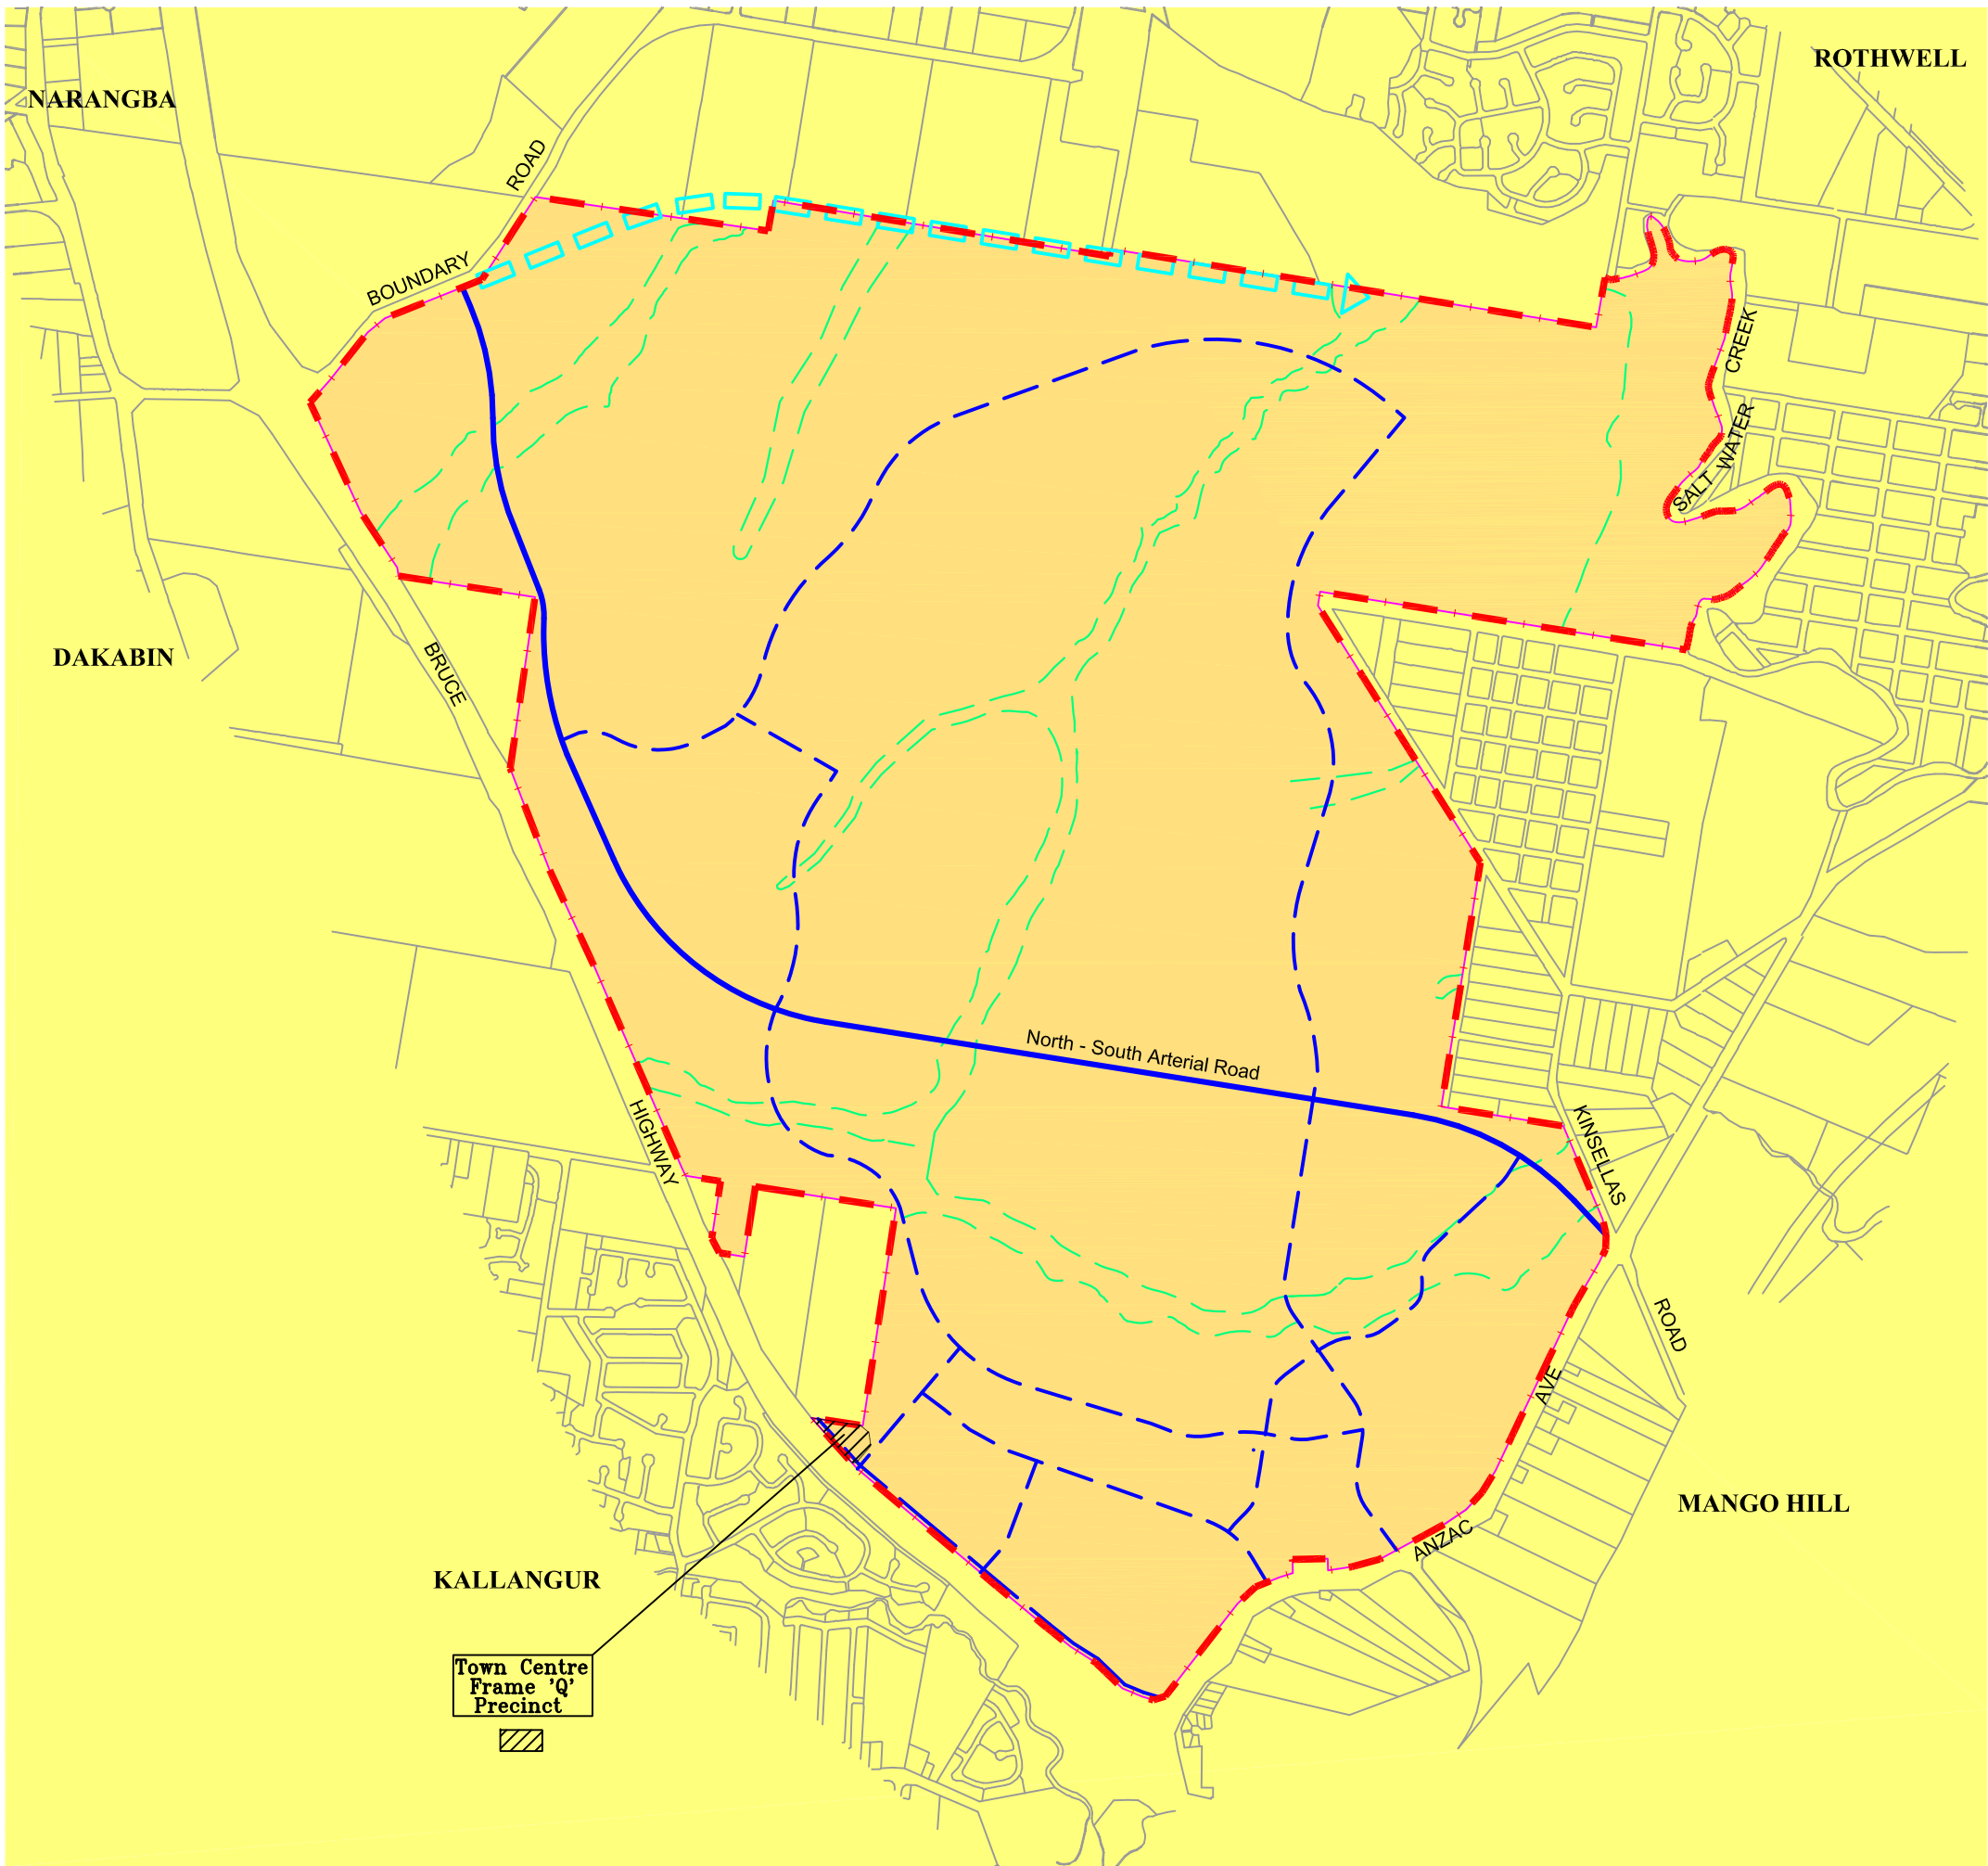 ROTHWELL
NARANGBA
ROAD
BOUNDARY
CREEK
SALT WATER
DAKABIN
BRUCE
North - South Arterial Road
HIGHWAY
KINSELLAS
ROAD
AVE
MANGO HILL
ANZAC
KALLANGUR
Town Centre
Frame 'Q'
Precinct